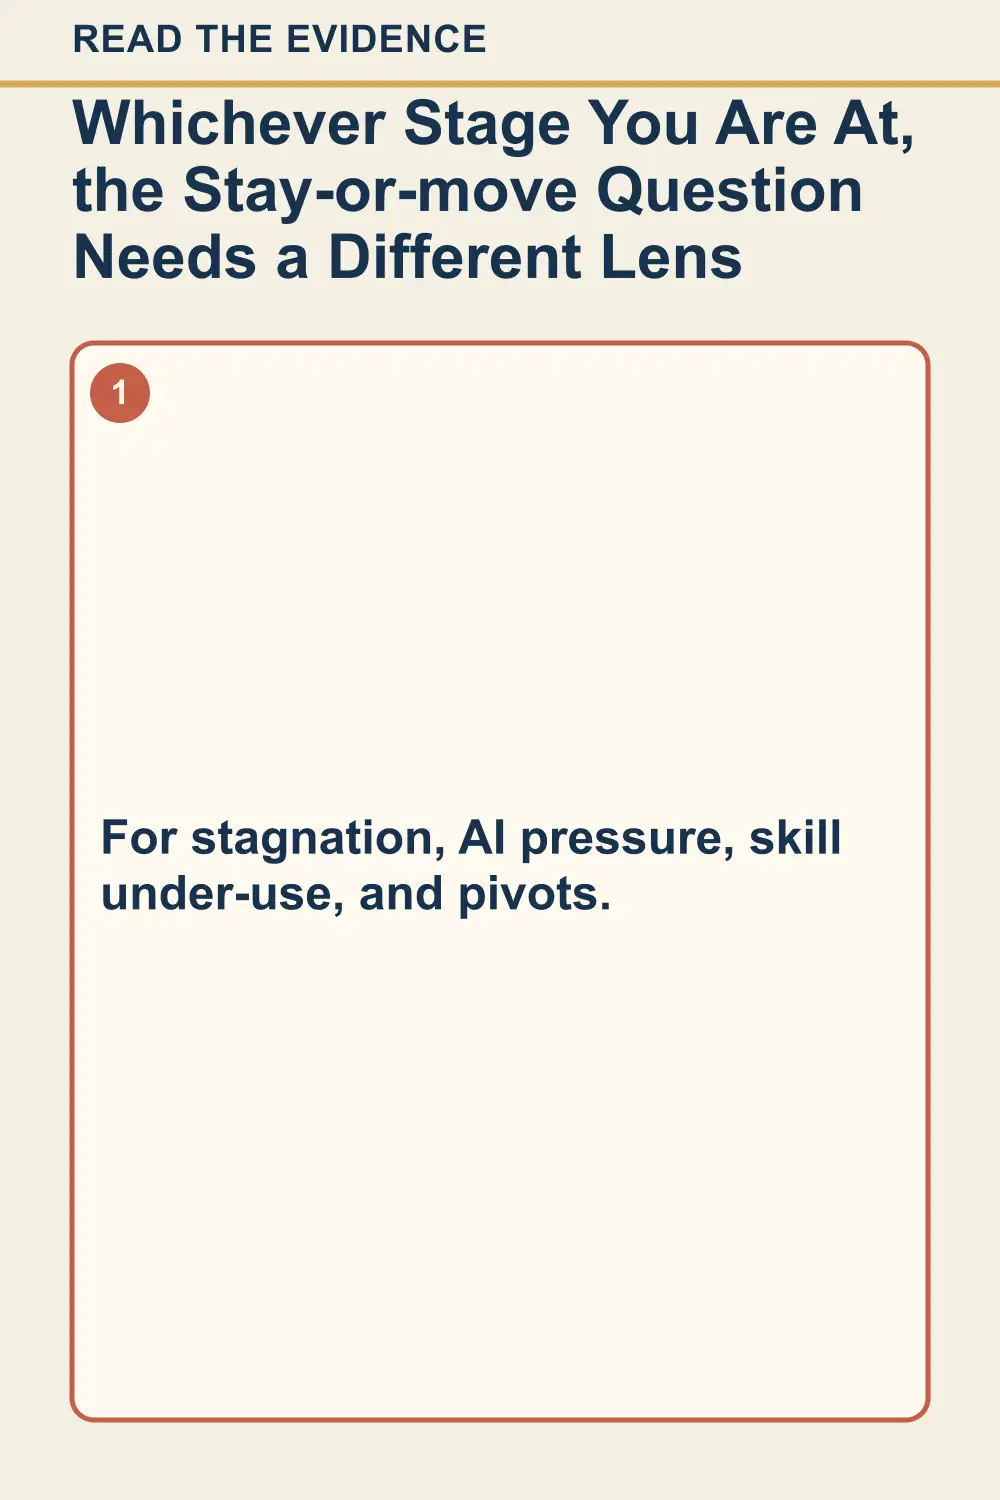 READ THE EVIDENCE
Whichever Stage You Are At,
the Stay-or-move Question
Needs a Different Lens
1
For stagnation, AI pressure, skill
under-use, and pivots.